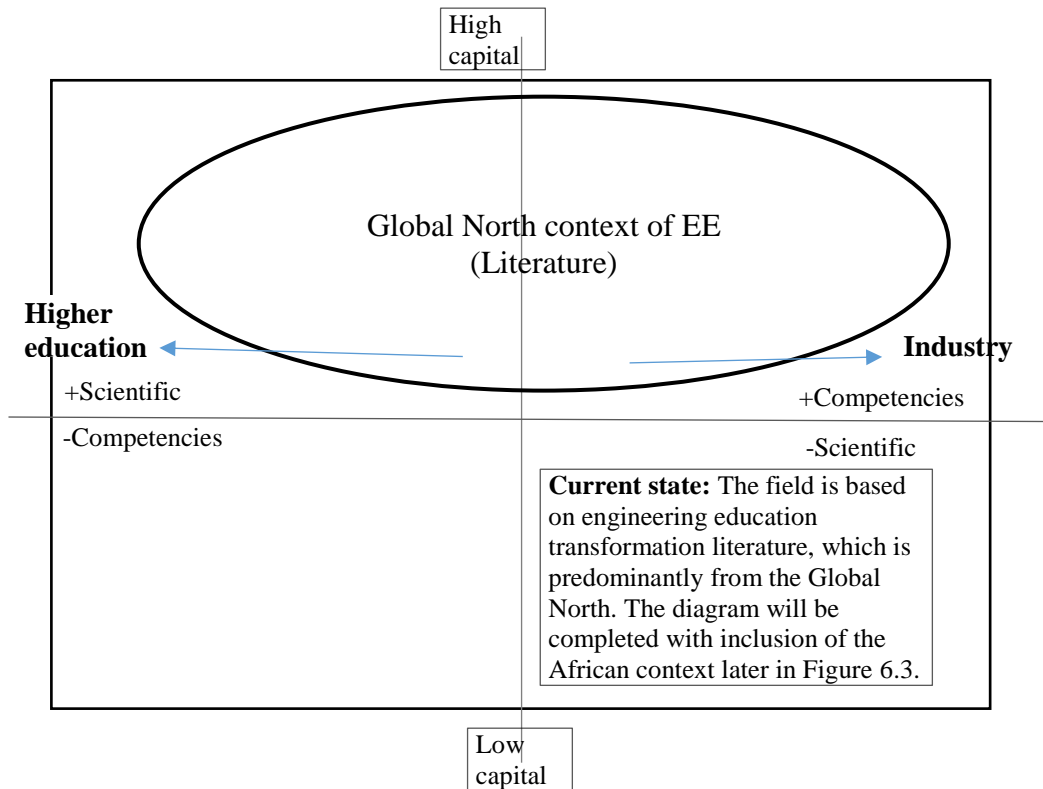 High
capital
Global North context of EE
(Literature)
Higher
education
Industry
+Scientific
+Competencies
-Competencies
-Scientific
Current state: The field is based
on engineering education
transformation literature, which is
predominantly from the Global
North. The diagram will be
completed with inclusion of the
African context later in Figure 6.3.
Low
capital